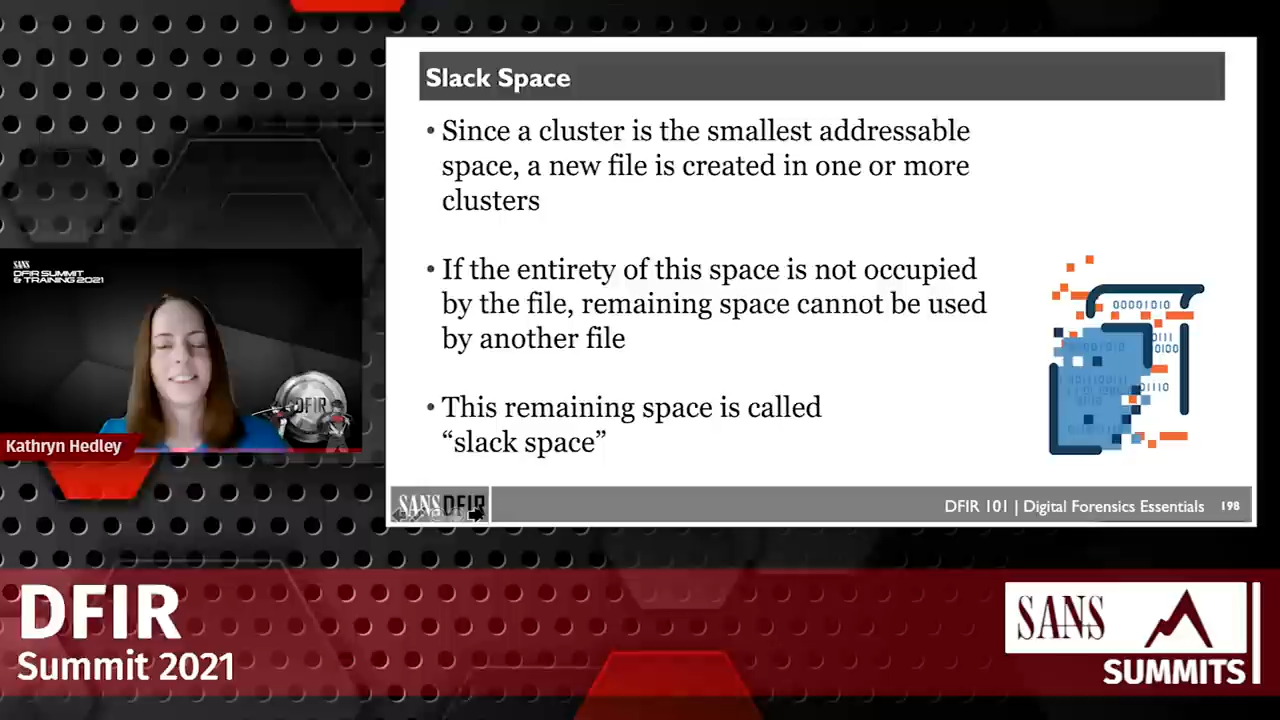 Slack Space
• Since a cluster is the smallest addressable
space, a new file is created in one or more
clusters
• If the entirety of this space is not occupied
by the file, remaining space cannot be used
by another file
• This remaining space is called
“slack space”
00001010
SANS
DFIR SUMMIT
& TRAINING 2021
DFIR
Kathryn Hedley
SANS DFIR
DFIR 101 | Digital Forensics Essentials 198
DFIR
Summit 2021
SANS
SUMMITS